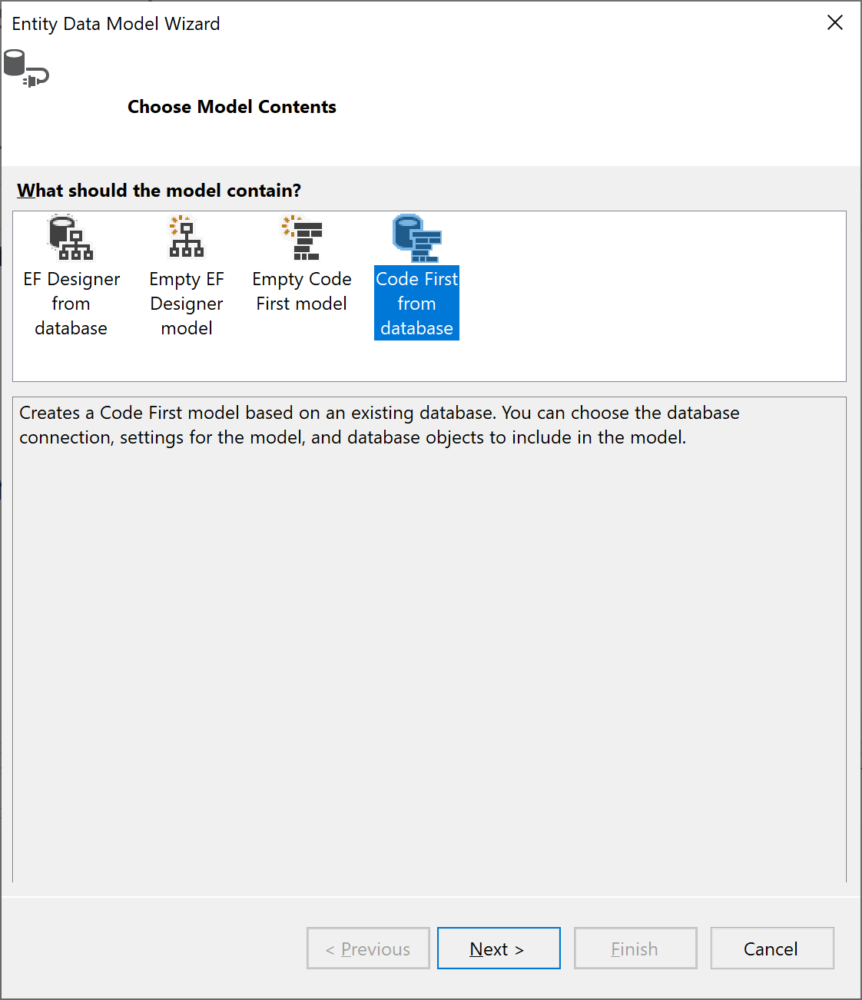 Entity Data Model Wizard
Choose Model Contents
What should the model contain?
EF Designer
from
database
Empty EF
Designer
model
Empty Code
First model
Code First
from
database
Creates a Code First model based on an existing database. You can choose the database
connection, settings for the model, and database objects to include in the model.
< Previous
Next >
Finish
Cancel